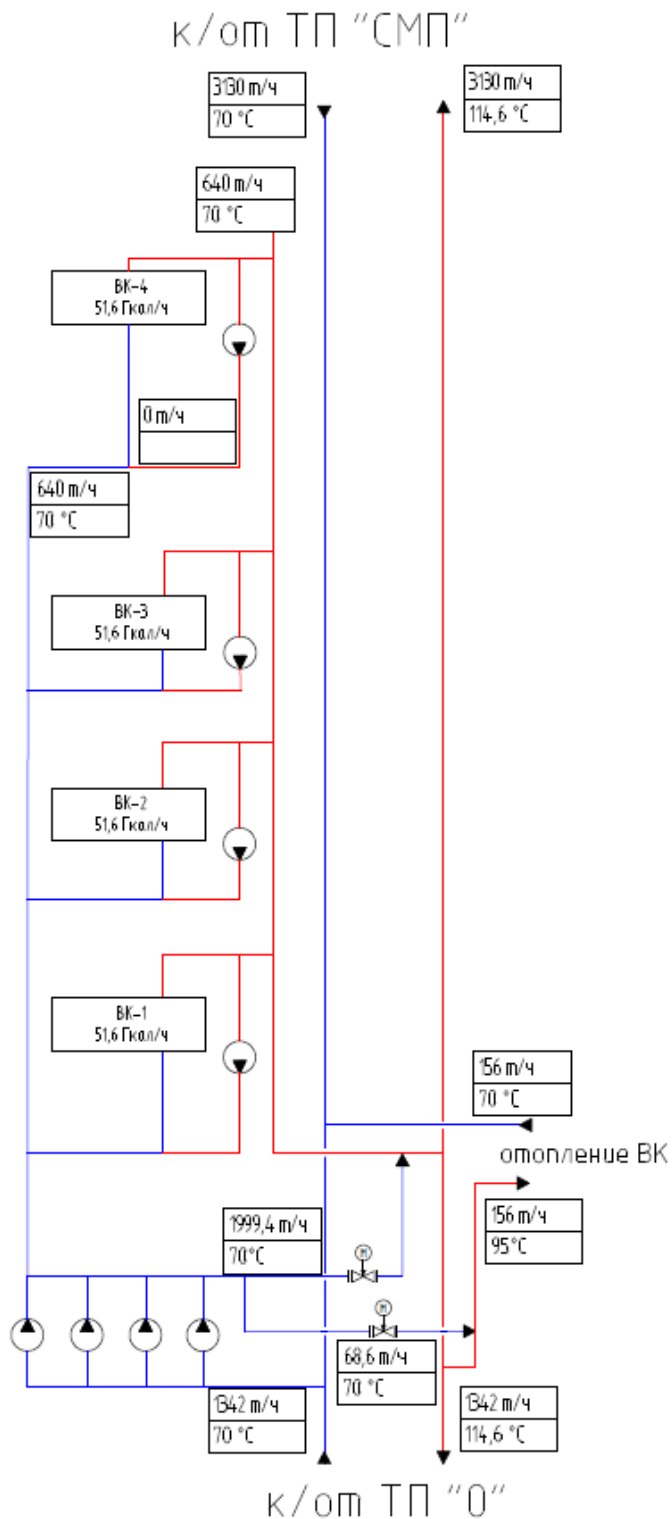 к/от ТП "СМП"
3130 т/ч
70 °C
3130 т/ч
114,6 °C
640 т/ч
70 °C
ВК-4
51,6 Гкал/ч
0 т/ч
640 т/ч
70 °C
ВК-3
51,6 Гкал/ч
ВК-2
51,6 Гкал/ч
ВК-1
51,6 Гкал/ч
156 т/ч
70 °C
отопление ВК
1999,4 т/ч
70°C
156 т/ч
95°C
М
М
68,6 т/ч
70 °C
1342 т/ч
70 °C
1342 т/ч
114,6 °C
к/от ТП "О"